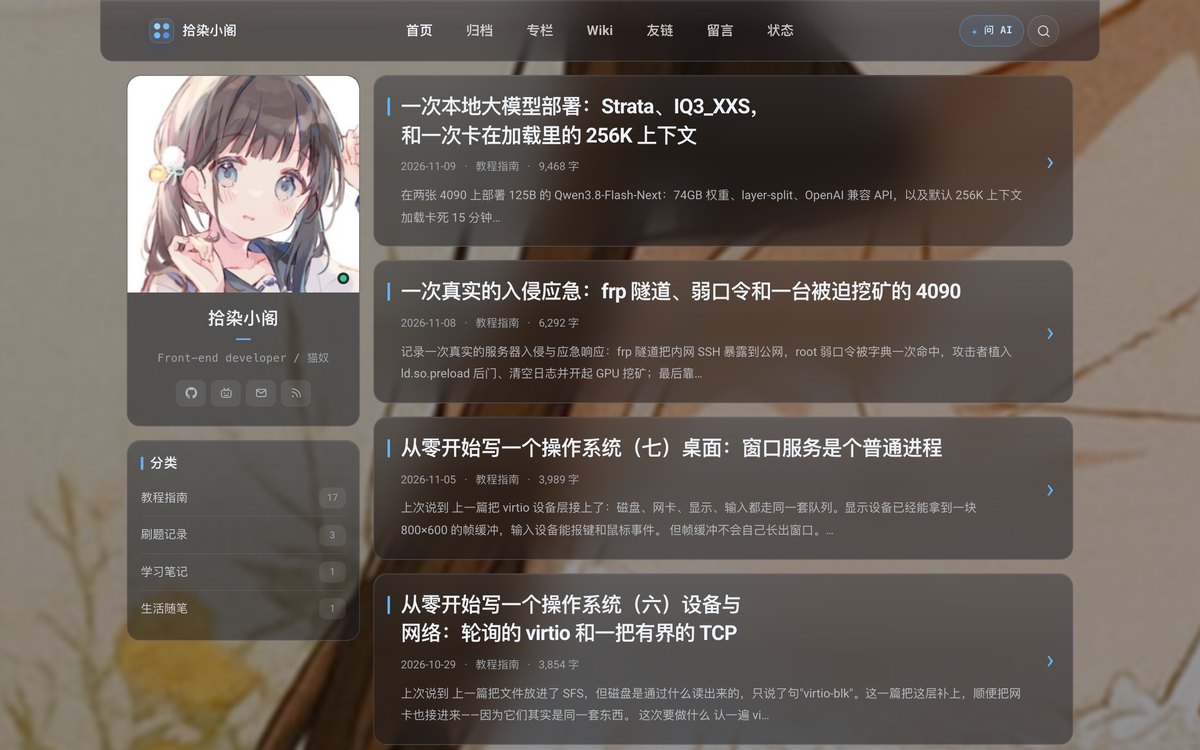 拾染小阁
首页 归档 专栏 Wiki 友链 留言 状态
问 AI
拾染小阁
Front-end developer / 猫奴
分类
教程指南 17
刷题记录 3
学习笔记 1
生活随笔 1
一次本地大模型部署：Strata、IQ3_XXS，
和一次卡在加载里的 256K 上下文
2026-11-09 · 教程指南 · 9,468 字
在两张 4090 上部署 125B 的 Qwen3.8-Flash-Next：74GB 权重、layer-split、OpenAI 兼容 API，以及默认 256K 上下文
加载卡死 15 分钟...
一次真实的入侵应急：frp 隧道、弱口令和一台被迫挖矿的 4090
2026-11-08 · 教程指南 · 6,292 字
记录一次真实的服务器入侵与应急响应：frp 隧道把内网 SSH 暴露到公网，root 弱口令被字典一次命中，攻击者植入
ld.so.preload 后门、清空日志并开起 GPU 挖矿；最后靠...
从零开始写一个操作系统（七）桌面：窗口服务是个普通进程
2026-11-05 · 教程指南 · 3,989 字
上次说到 上一篇把 virtio 设备层接上了：磁盘、网卡、显示、输入都走同一套队列。显示设备已经能拿到一块
800×600 的帧缓冲，输入设备能报键和鼠标事件。 但帧缓冲不会自己长出窗口。...
从零开始写一个操作系统（六）设备与
网络：轮询的 virtio 和一把有界的 TCP
2026-10-29 · 教程指南 · 3,854 字
上次说到 上一篇把文件放进了 SFS，但磁盘是通过什么读出来的，只说了句"virtio-blk"。这一篇把这层补上，顺便把网
卡也接进来——因为它们其实是同一套东西。 这次要做什么 认一遍 vi...